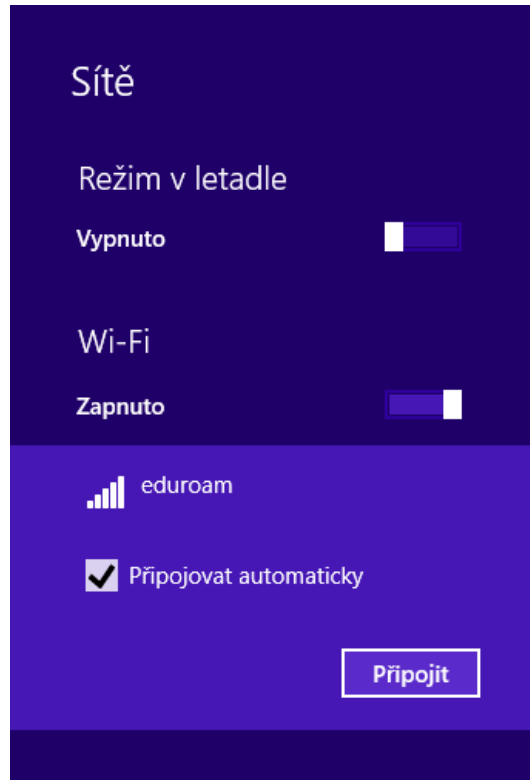 Sítě
Režim v letadle
Vypnuto
Wi-Fi
Zapnuto
eduroam
Připojovat automaticky
Připojit